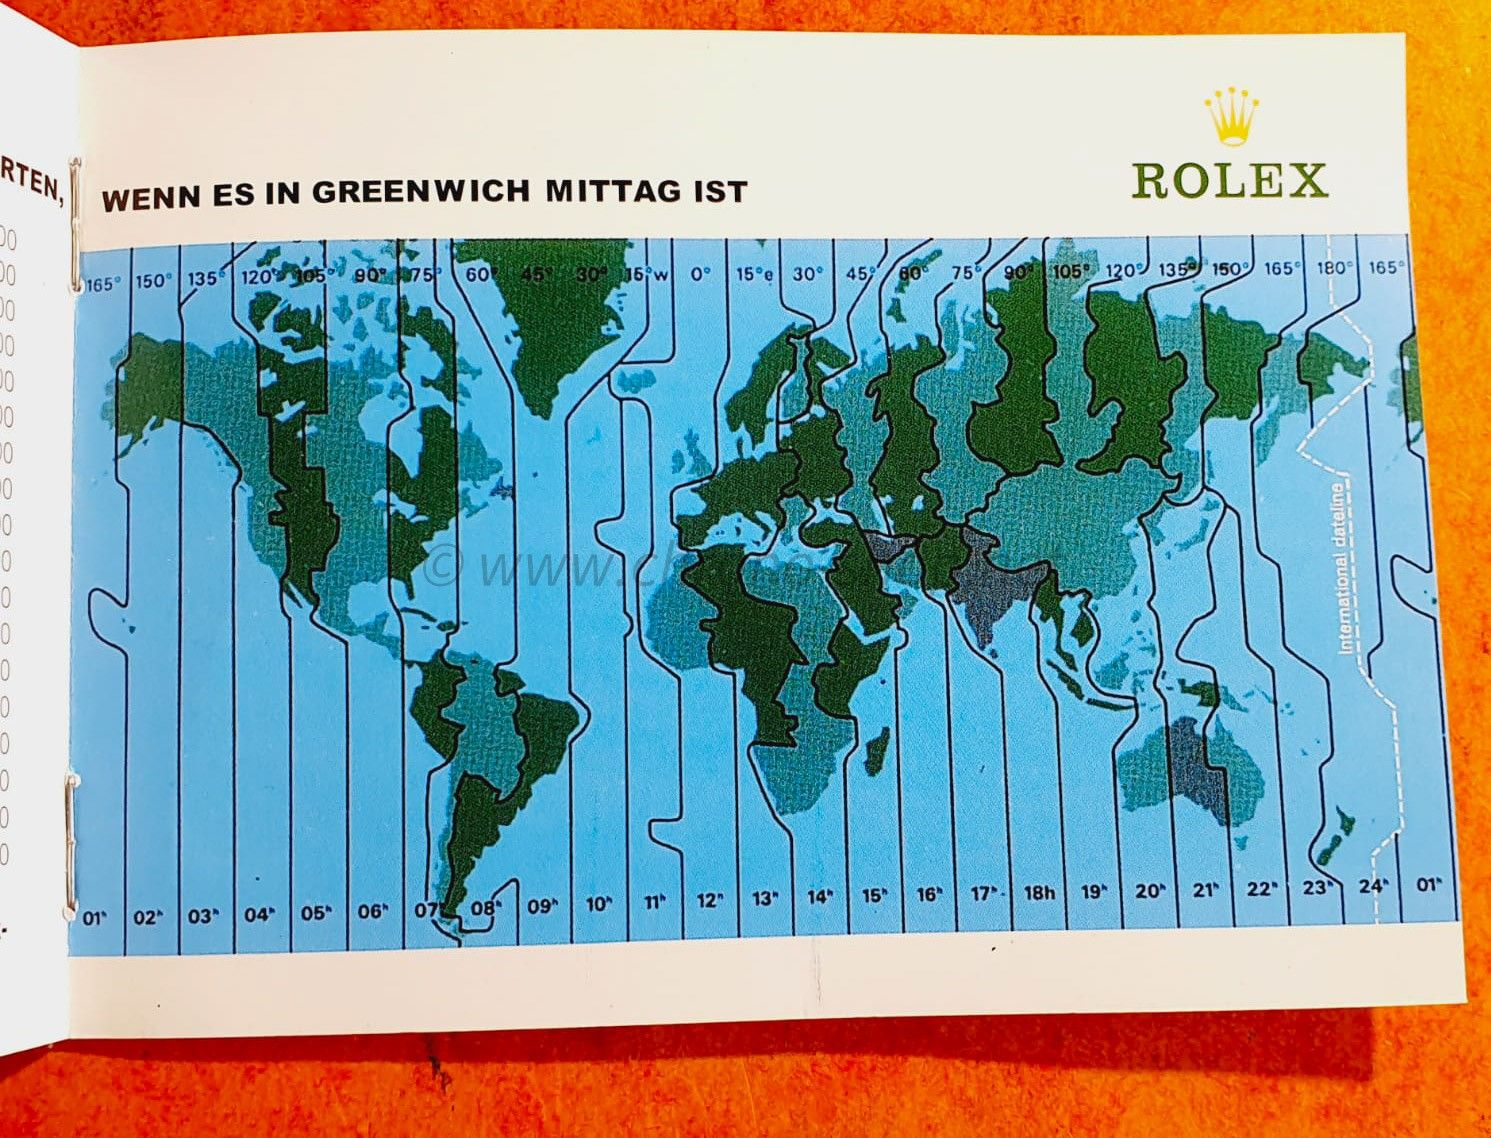 RTEN,
ROLEX
WENN ES IN GREENWICH MITTAG IST
165° 150° 135° 120° 105° 90° 75° 60° 45° 30° 15°w 0° 15°e 30° 45° 60° 75° 90° 105° 120° 135° 150° 165° 180° 165°
International dateline
© www.ch
01ʰ 02ʰ 03ʰ 04ʰ 05ʰ 06ʰ 07ʰ 08ʰ 09ʰ 10ʰ 11ʰ 12ʰ 13ʰ 14ʰ 15ʰ 16ʰ 17ʰ 18h 19ʰ 20ʰ 21ʰ 22ʰ 23ʰ 24ʰ 01ʰ